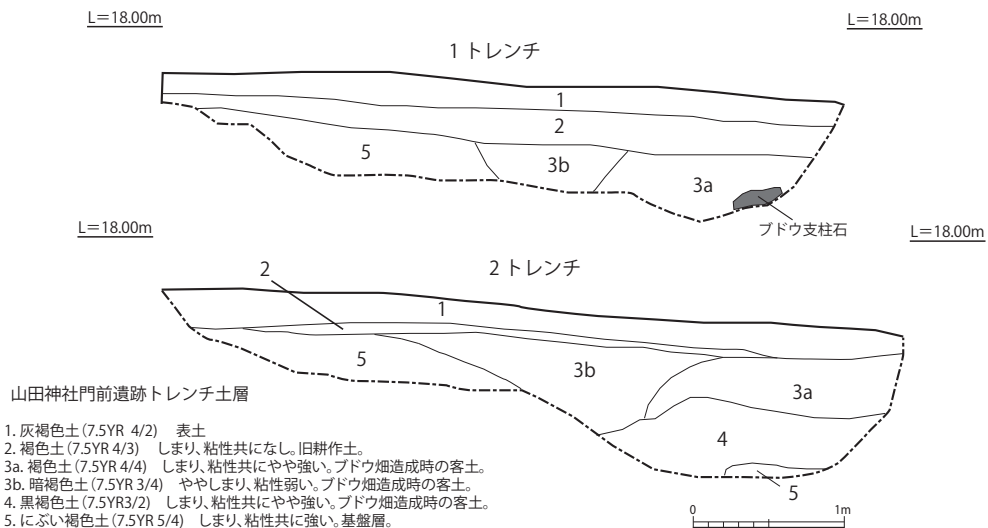 L＝18.00m
L＝18.00m
1 トレンチ
1
2
5
3b
3a
ブドウ支柱石
L＝18.00m
L＝18.00m
2 トレンチ
2
1
5
3b
3a
4
5
山田神社門前遺跡トレンチ土層
1. 灰褐色土（7.5YR 4/2） 表土
2. 褐色土（7.5YR 4/3） しまり、粘性共になし。旧耕作土。
3a. 褐色土（7.5YR 4/4） しまり、粘性共にやや強い。ブドウ畑造成時の客土。
3b. 暗褐色土（7.5YR 3/4） ややしまり、粘性弱い。ブドウ畑造成時の客土。
4. 黒褐色土（7.5YR3/2） しまり、粘性共にやや強い。ブドウ畑造成時の客土。
5. にぶい褐色土（7.5YR 5/4） しまり、粘性共に強い。基盤層。
0 1m